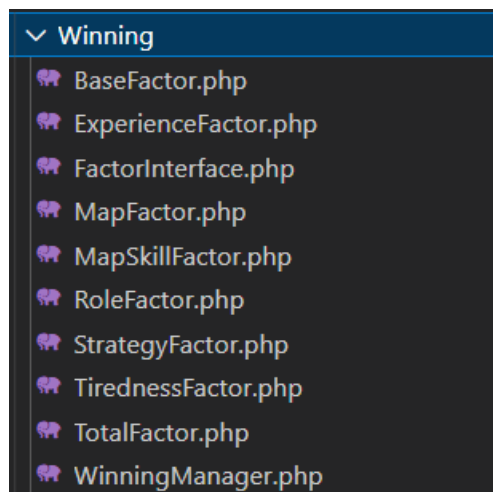 Winning
BaseFactor.php
ExperienceFactor.php
FactorInterface.php
MapFactor.php
MapSkillFactor.php
RoleFactor.php
StrategyFactor.php
TirednessFactor.php
TotalFactor.php
WinningManager.php